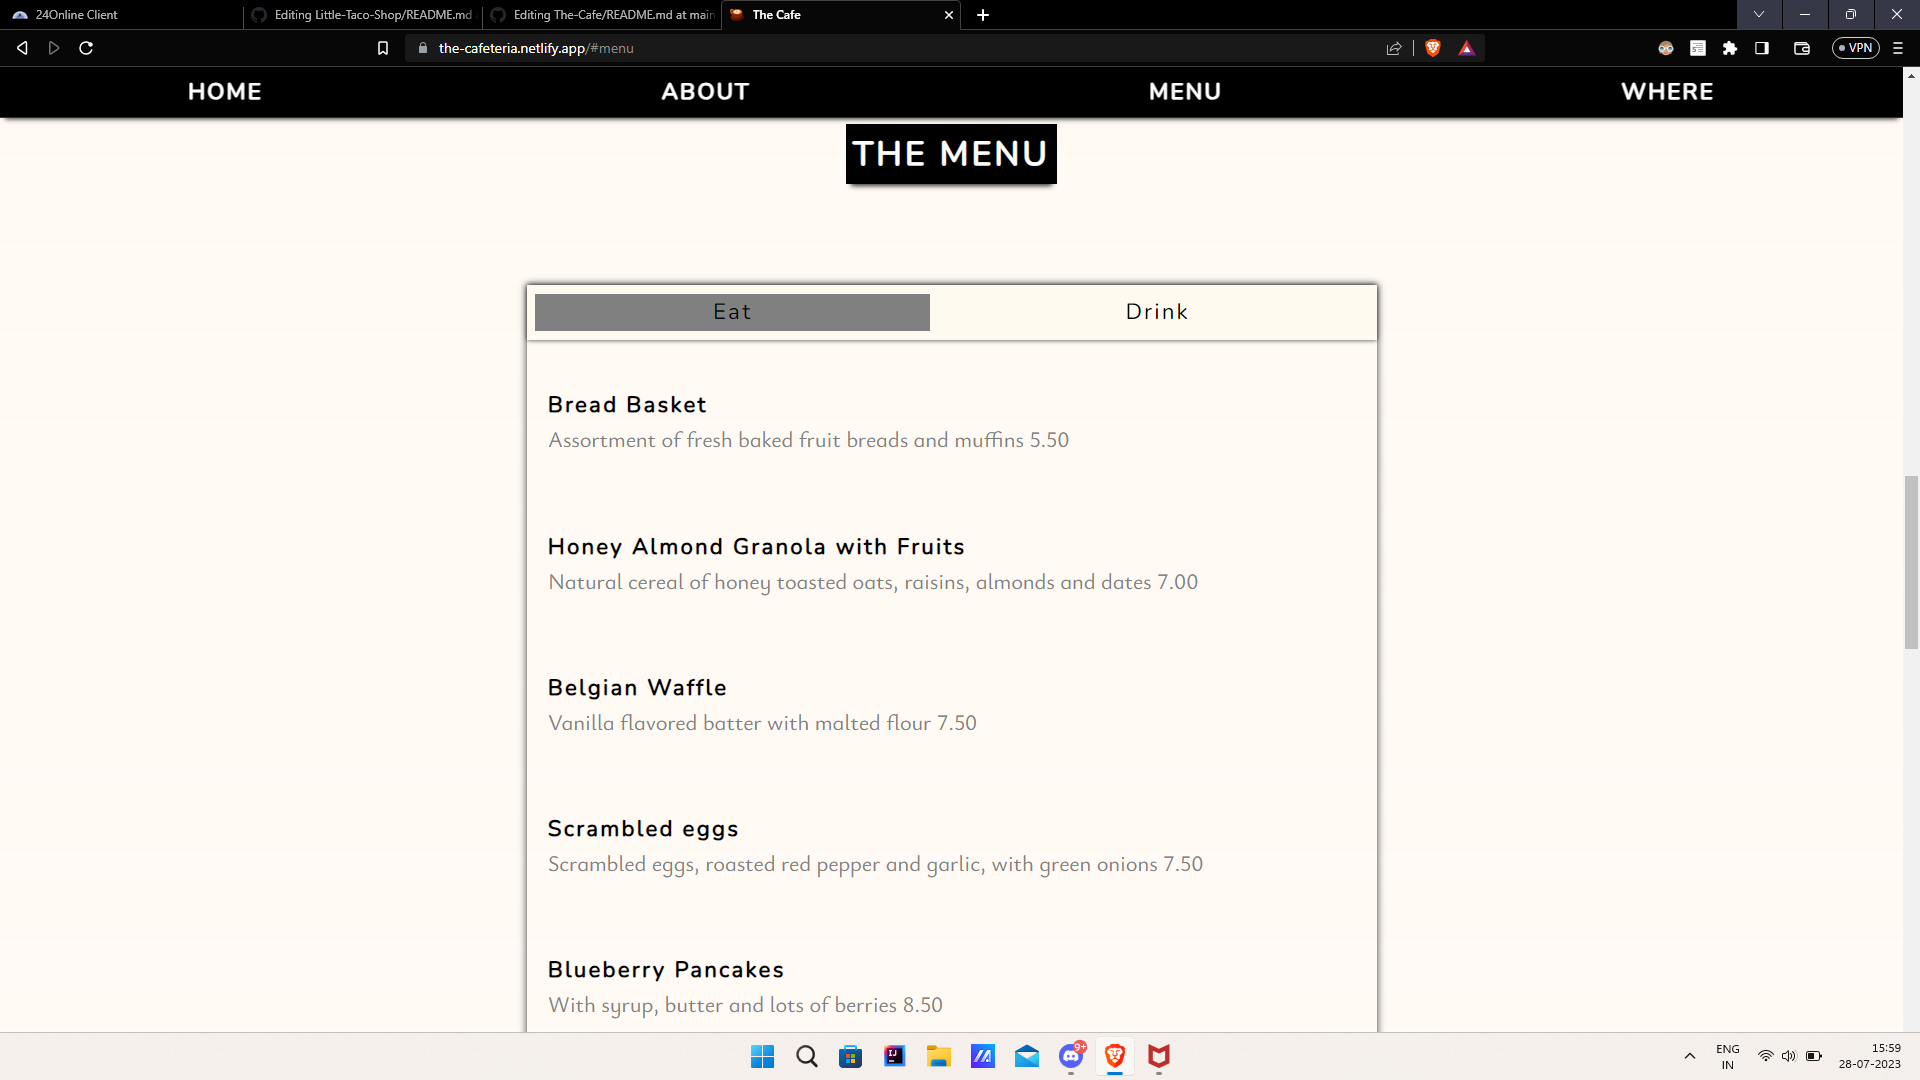 24Online Client
Editing Little-Taco-Shop/README.md
Editing The-Cafe/README.md at main
The Cafe
the-cafeteria.netlify.app/#menu
VPN
HOME
ABOUT
MENU
WHERE
THE MENU
Eat
Drink
Bread Basket
Assortment of fresh baked fruit breads and muffins 5.50
Honey Almond Granola with Fruits
Natural cereal of honey toasted oats, raisins, almonds and dates 7.00
Belgian Waffle
Vanilla flavored batter with malted flour 7.50
Scrambled eggs
Scrambled eggs, roasted red pepper and garlic, with green onions 7.50
Blueberry Pancakes
With syrup, butter and lots of berries 8.50
IJ
9+
ENG
IN
15:59
28-07-2023